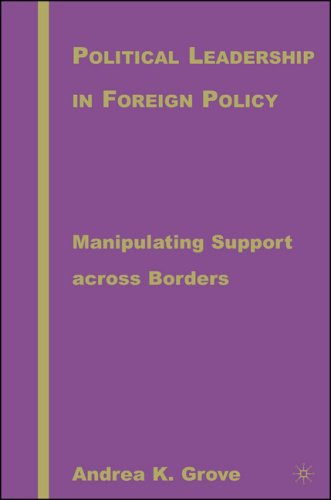 Political Leadership
in Foreign Policy
Manipulating Support
across Borders
Andrea K. Grove